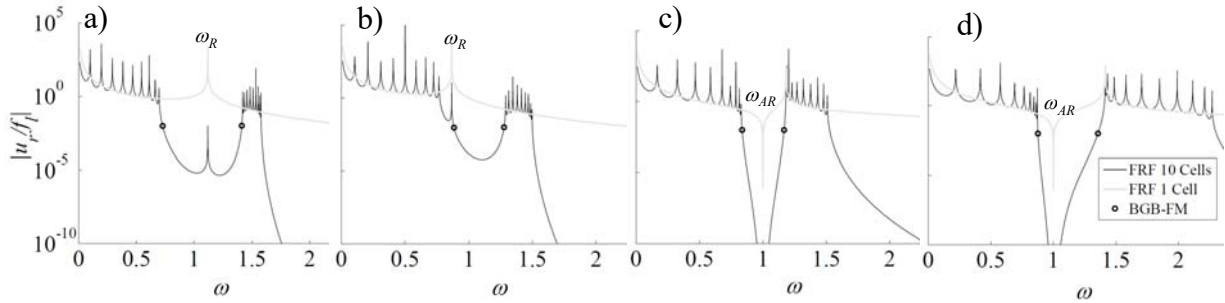 a) b) c) d)
|u_r/f_l|
10^5
10^0
10^-5
10^-10
ω_R
ω_R
ω_AR
ω_AR
FRF 10 Cells
FRF 1 Cell
BGB-FM
0 0.5 1 1.5 2
0 0.5 1 1.5 2
0 0.5 1 1.5 2
0 0.5 1 1.5 2
ω ω ω ω